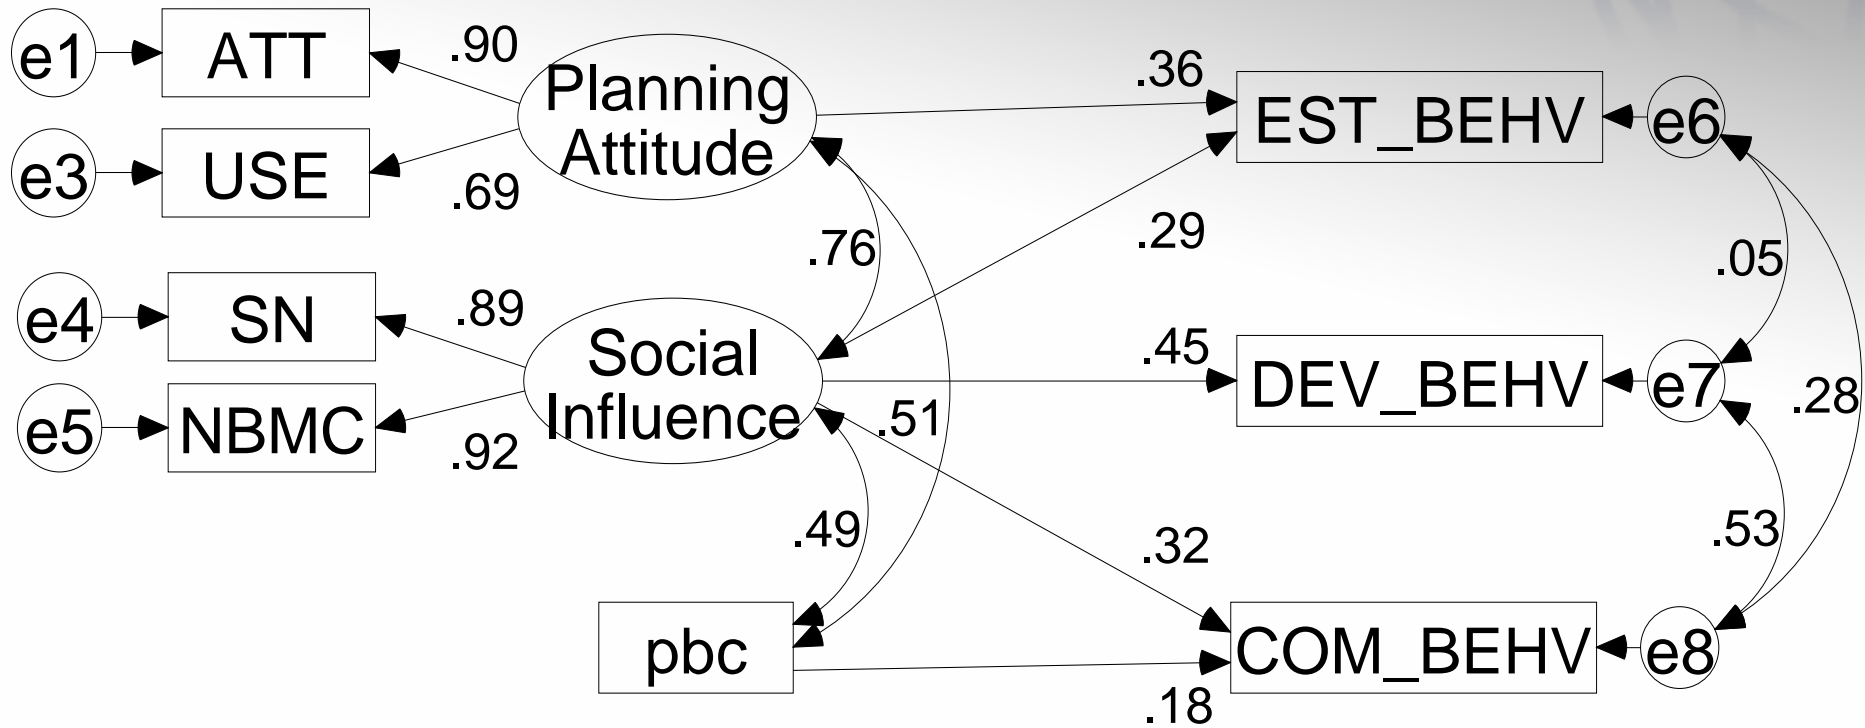 e1
ATT
.90
Planning
Attitude
.36
EST_BEHV
e6
e3
USE
.69
.76
.29
.05
e4
SN
.89
Social
Influence
.45
DEV_BEHV
e7
.28
e5
NBMC
.92
.51
.49
.32
.53
pbc
.18
COM_BEHV
e8